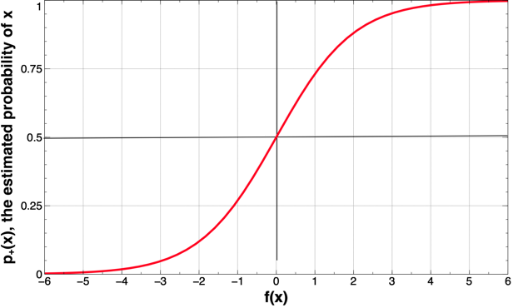 p+(x), the estimated probability of x
1
0.75
0.5
0.25
0
−6 −5 −4 −3 −2 −1 0 1 2 3 4 5 6
f(x)